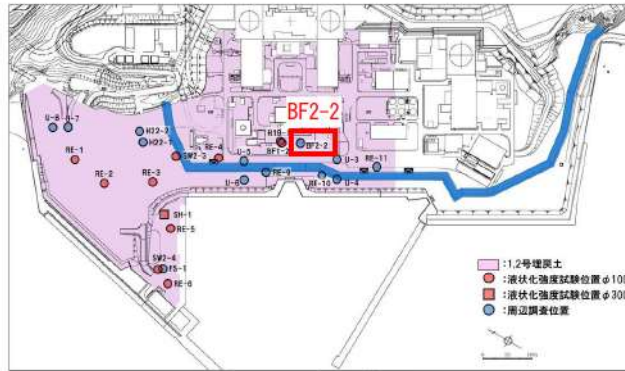 BF2-2
U-8
U-7
H22-2
H22-7
RE-1
RE-2
RE-3
SW2-3
RE-4
H19-
BF1-2
BF2-2
U-5
U-6
RE-9
RE-10
U-3
U-4
RE-11
SH-1
RE-5
SW2-4
FS-1
RE-6
:1,2号埋戻土
:液状化強度試験位置φ100
:液状化強度試験位置φ300
:周辺調査位置